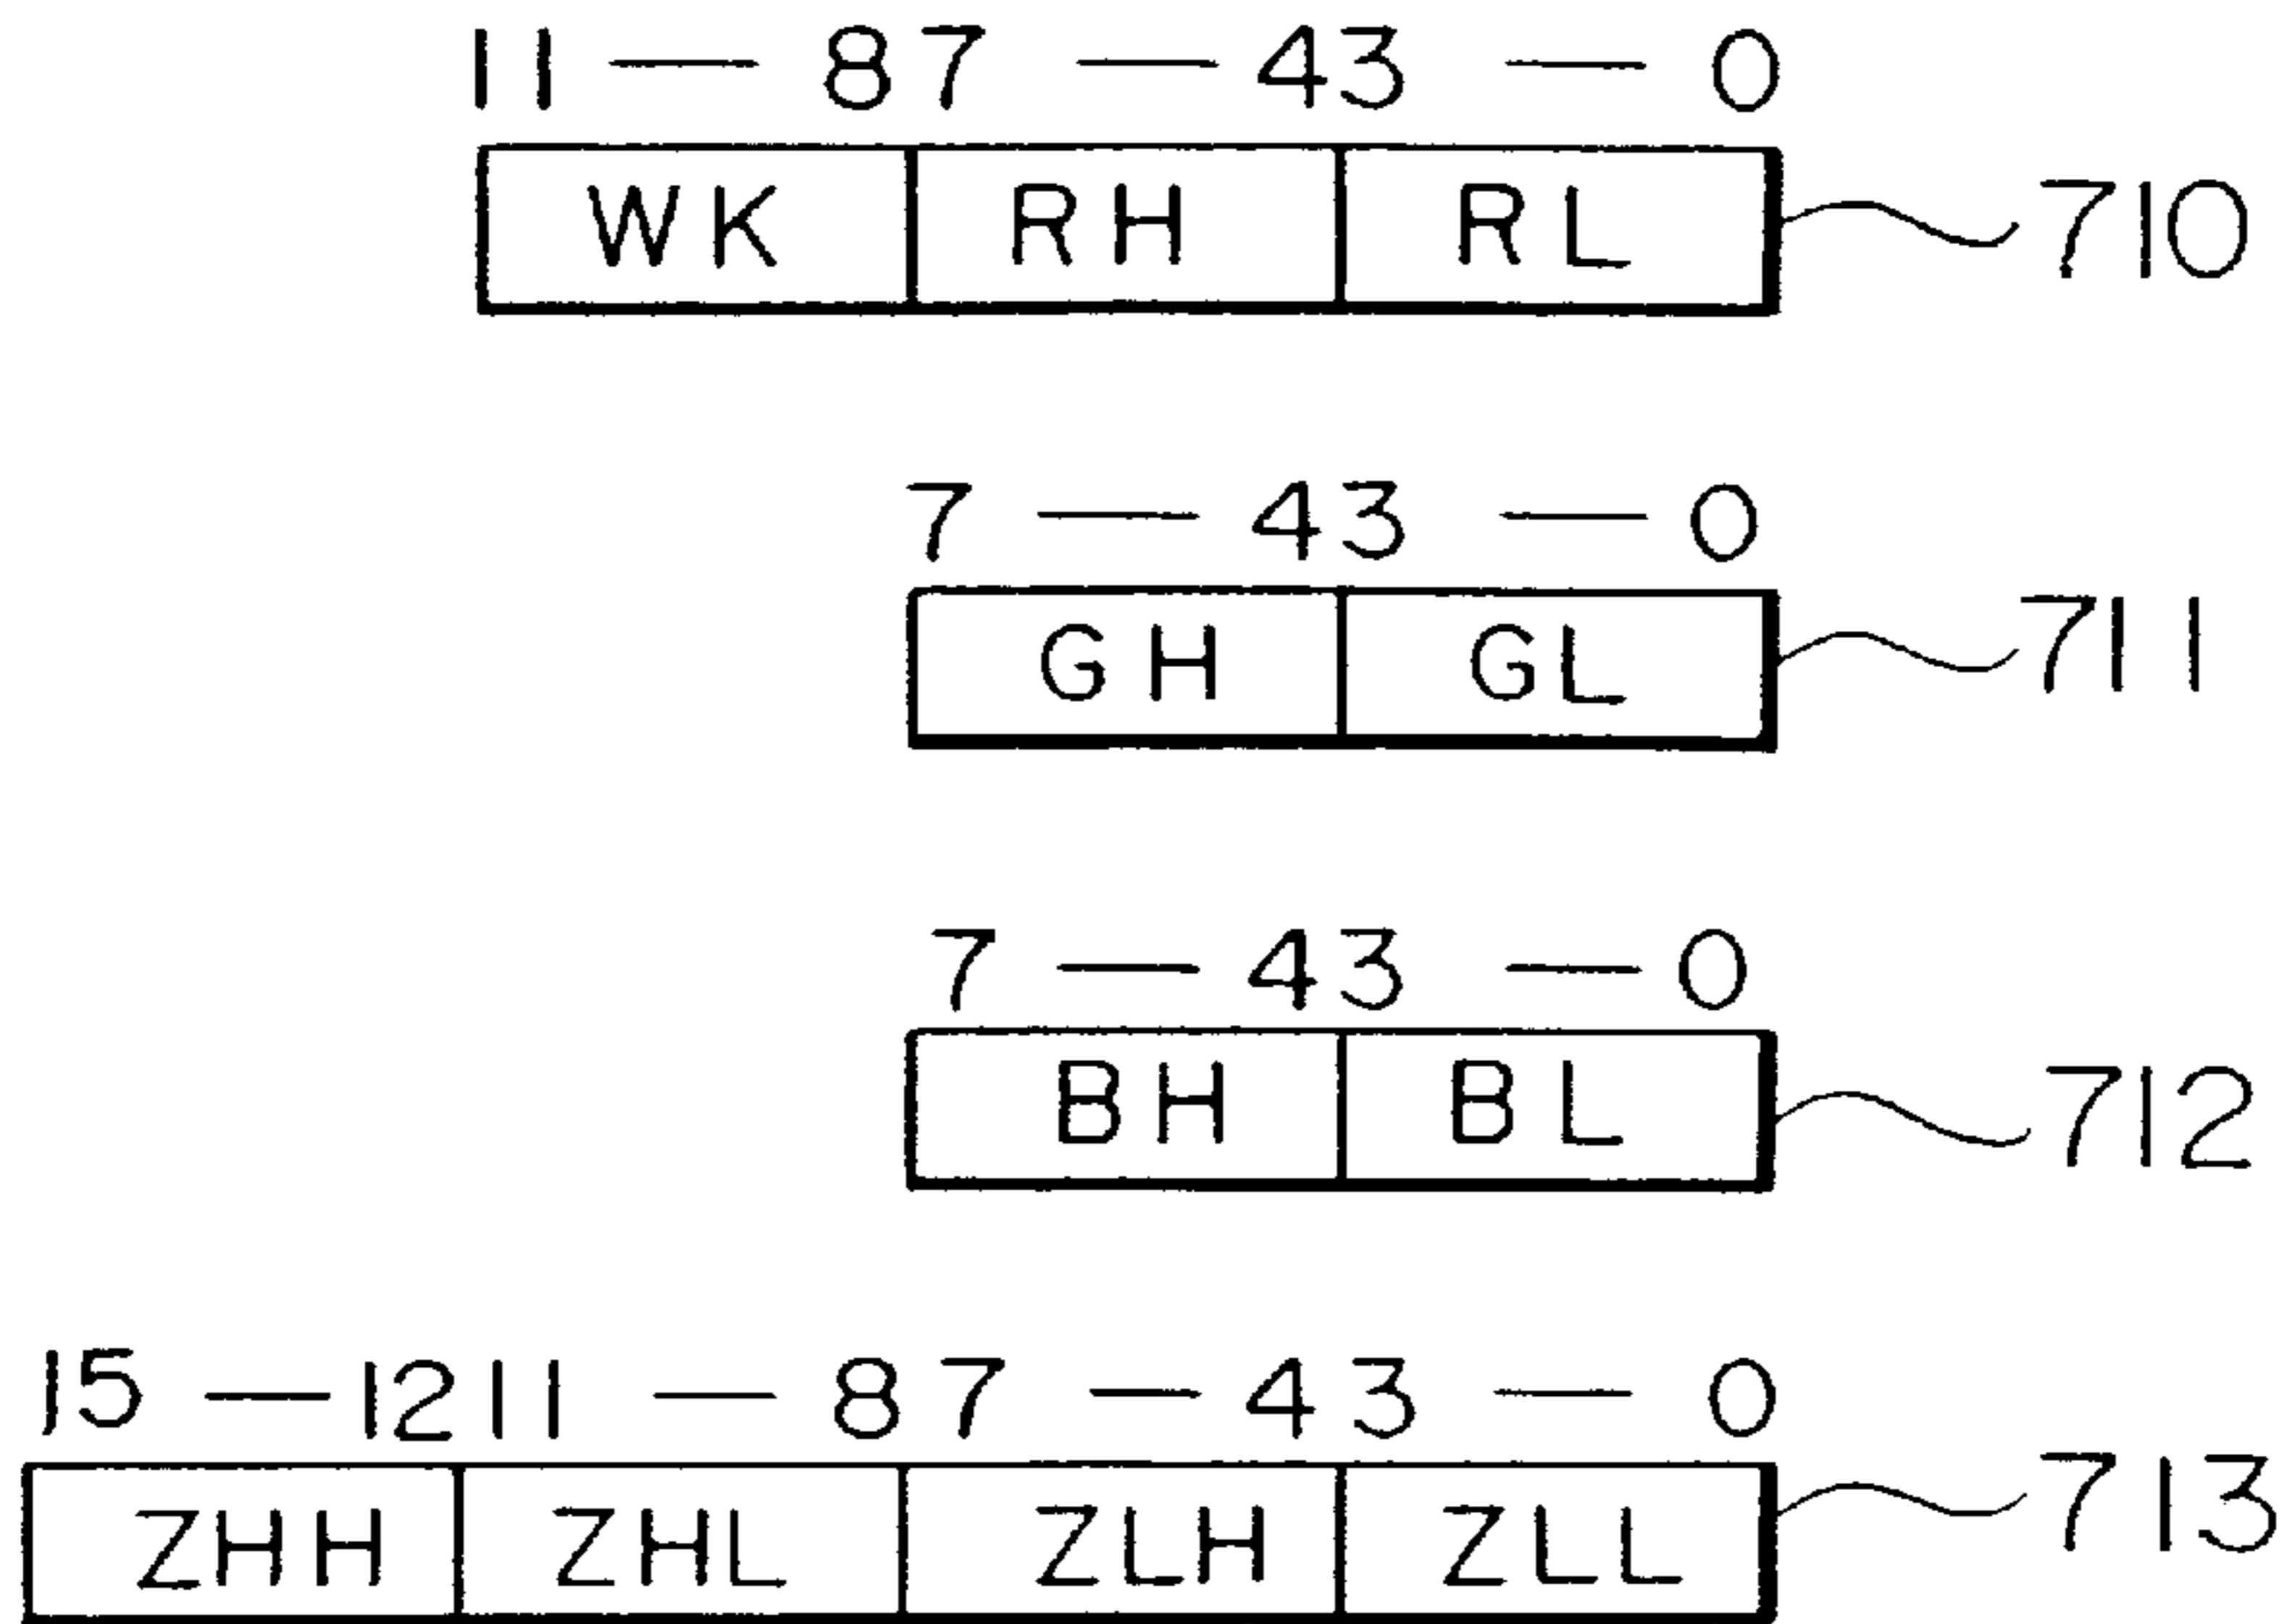 11 — 87 — 43 — 0
WK RH RL 710
7 — 43 — 0
GH GL 711
7 — 43 — 0
BH BL 712
15 — 1211 — 87 — 43 — 0
ZHH ZHL ZLH ZLL 713